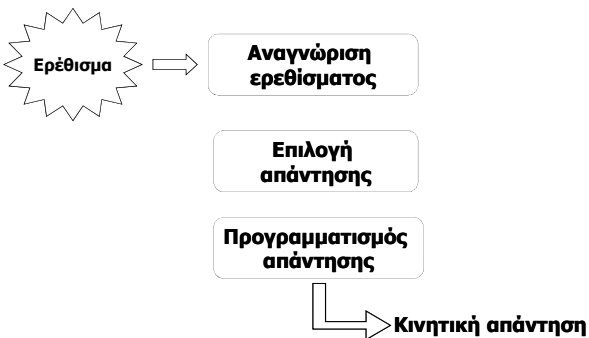 Ερέθισμα
Αναγνώριση
ερεθίσματος
Επιλογή
απάντησης
Προγραμματισμός
απάντησης
Κινητική απάντηση